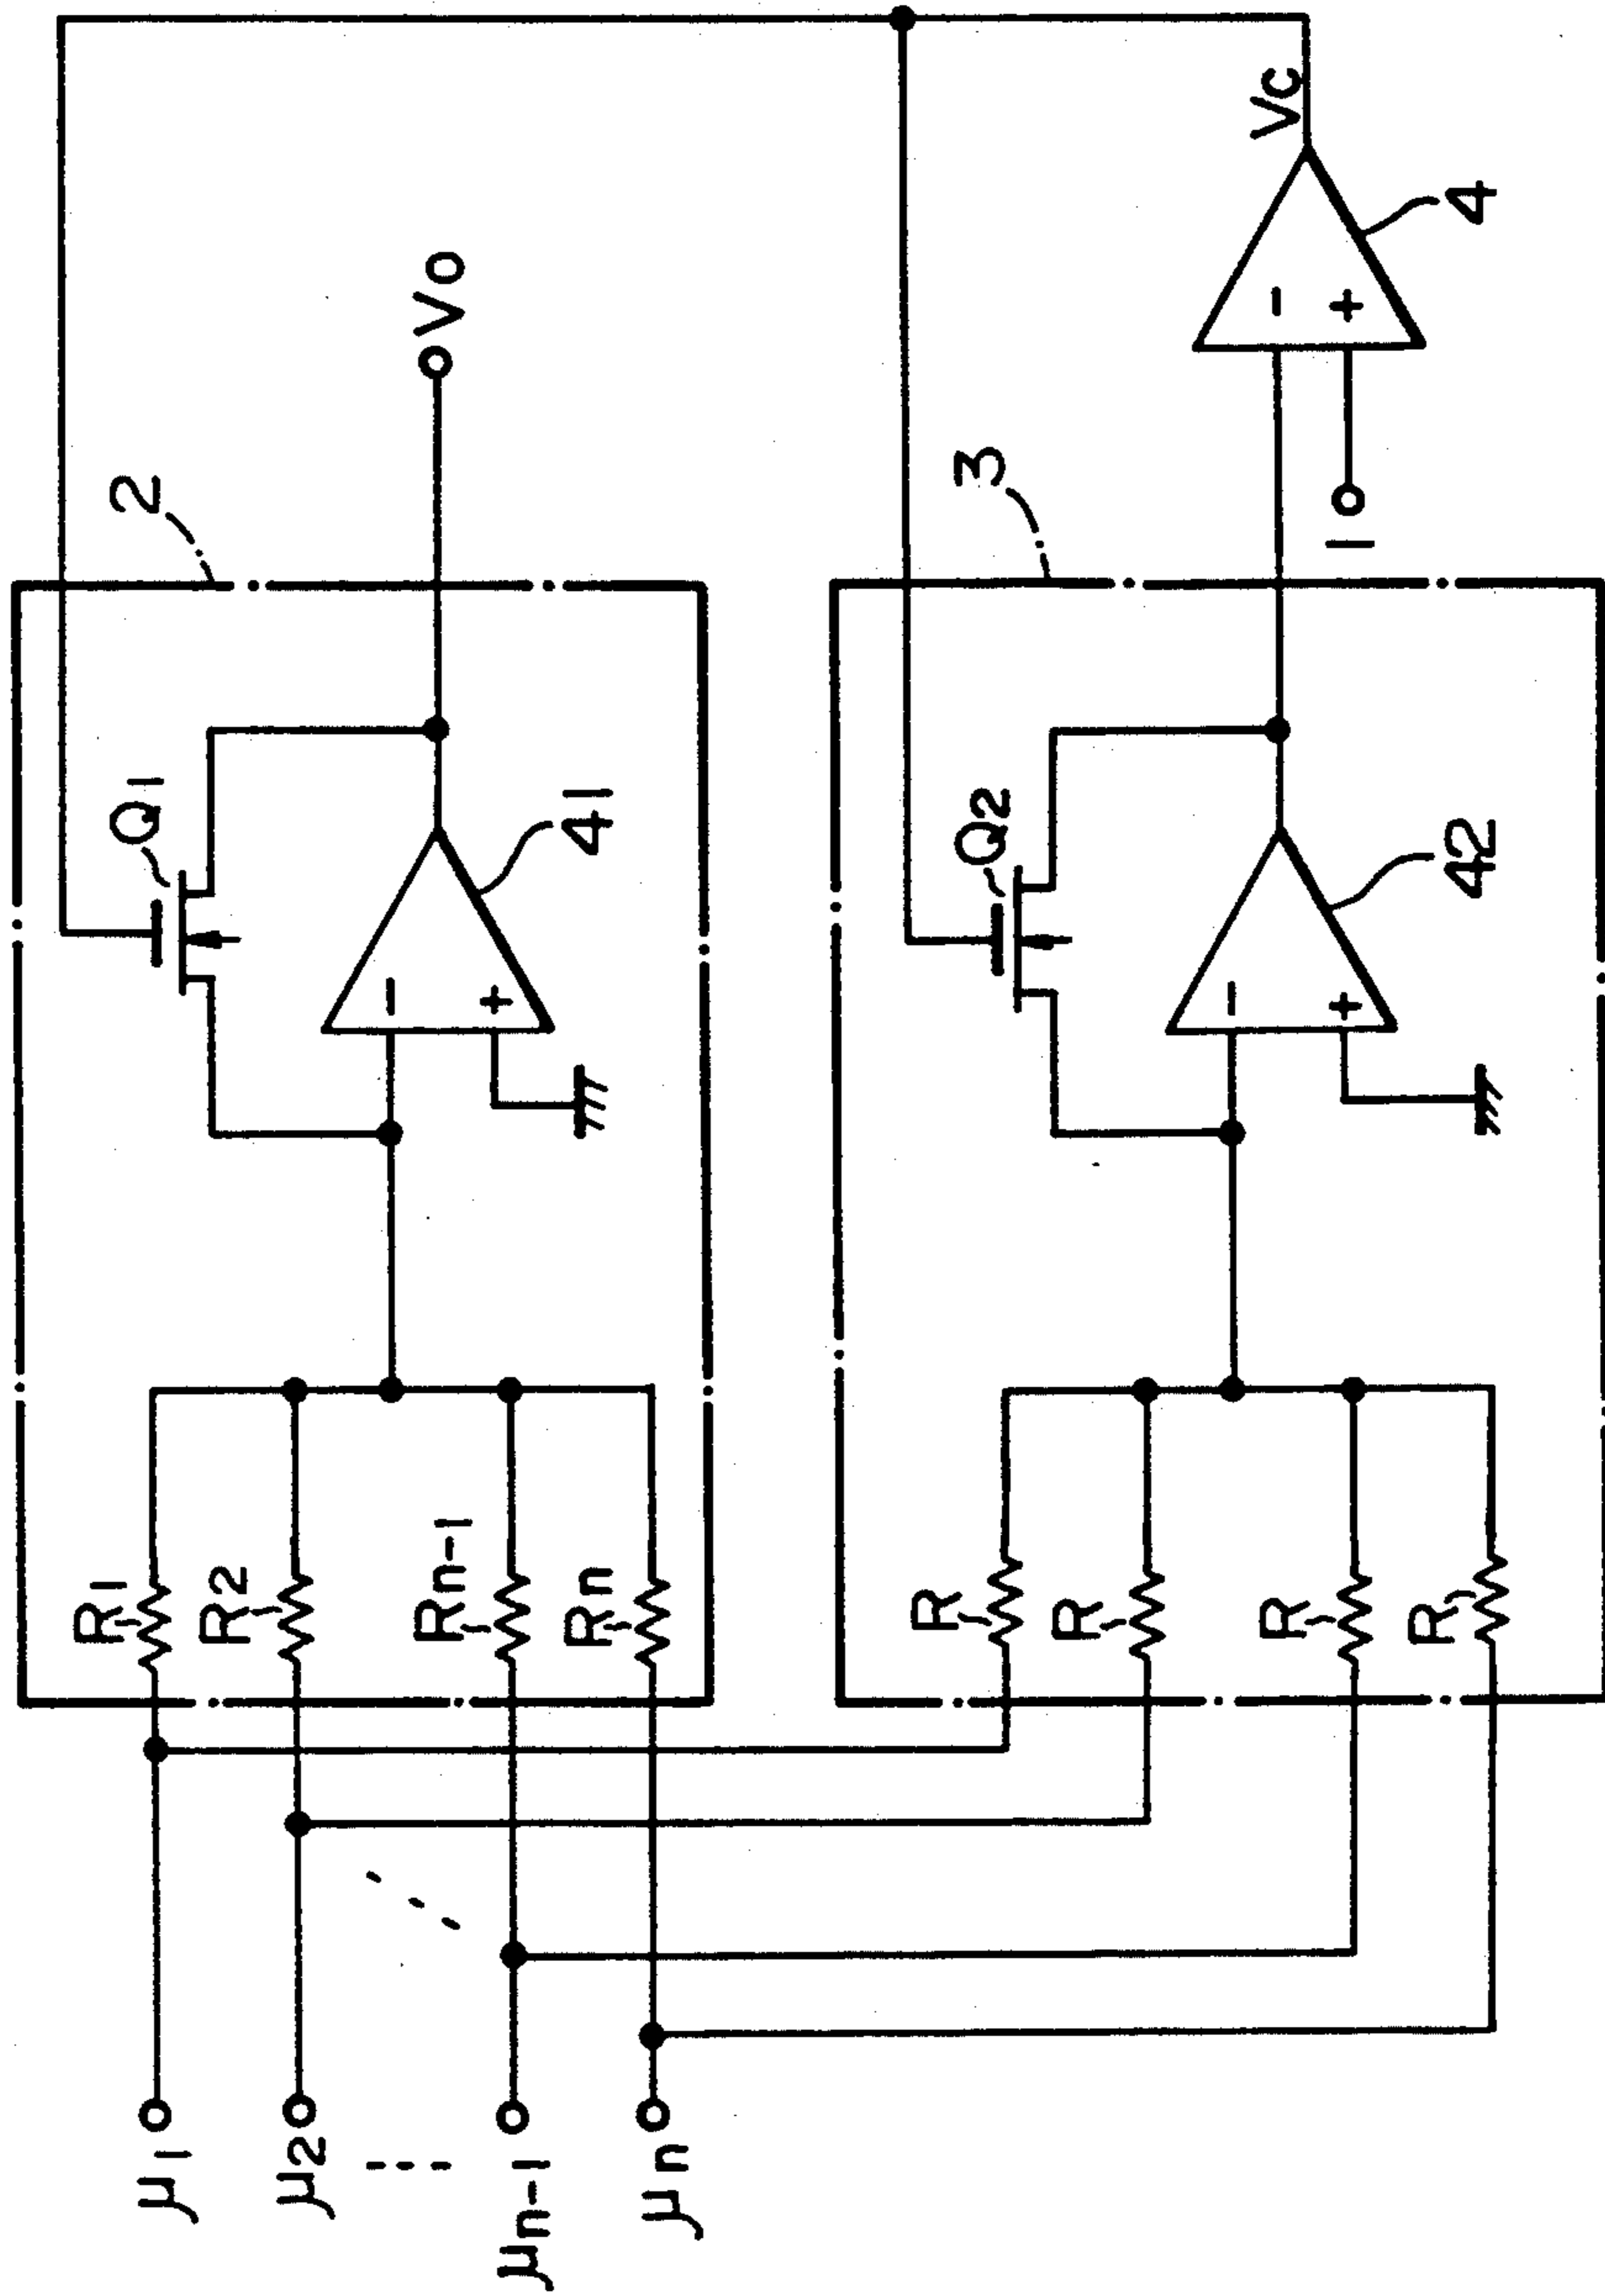 2
Q1
41
Vo
R1
R2
Rn-1
Rn
-
+
3
Q2
42
4
Vc
1
-
+
-
+
R
R
R
R
μ1
μ2
μn-1
μn